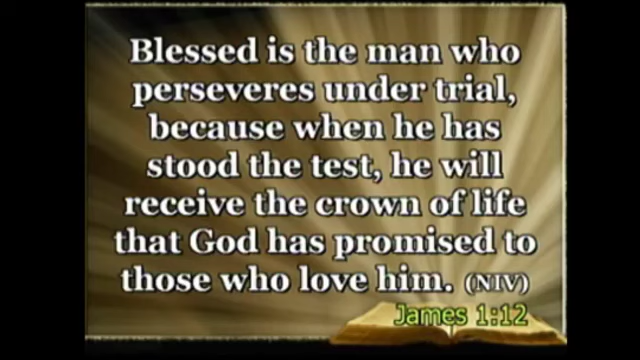 Blessed is the man who
perseveres under trial,
because when he has
stood the test, he will
receive the crown of life
that God has promised to
those who love him. (NIV)
James 1:12